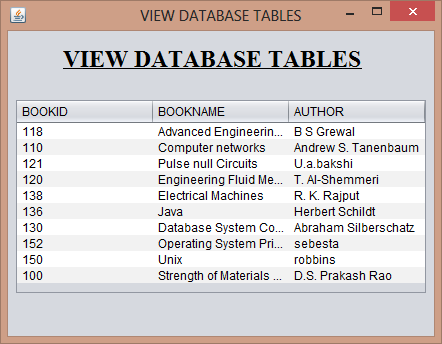 VIEW DATABASE TABLES
VIEW DATABASE TABLES
BOOKID BOOKNAME AUTHOR
118 Advanced Engineerin... B S Grewal
110 Computer networks Andrew S. Tanenbaum
121 Pulse null Circuits U.a.bakshi
120 Engineering Fluid Me... T. Al-Shemmeri
138 Electrical Machines R. K. Rajput
136 Java Herbert Schildt
130 Database System Co... Abraham Silberschatz
152 Operating System Pri... sebesta
150 Unix robbins
100 Strength of Materials ... D.S. Prakash Rao